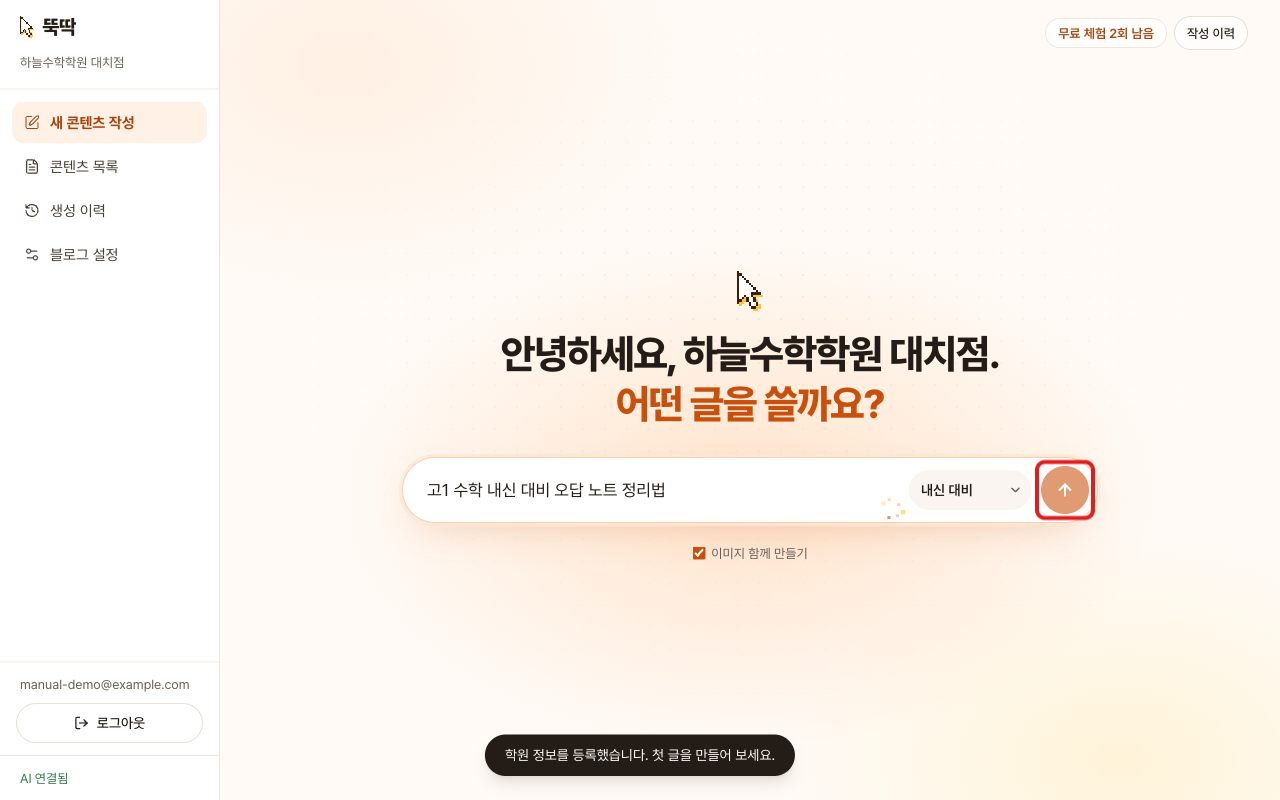 뚝딱
하늘수학학원 대치점
새 콘텐츠 작성
콘텐츠 목록
생성 이력
블로그 설정
manual-demo@example.com
로그아웃
AI 연결됨
무료 체험 2회 남음
작성 이력
안녕하세요, 하늘수학학원 대치점.
어떤 글을 쓸까요?
고1 수학 내신 대비 오답 노트 정리법
내신 대비
이미지 함께 만들기
학원 정보를 등록했습니다. 첫 글을 만들어 보세요.